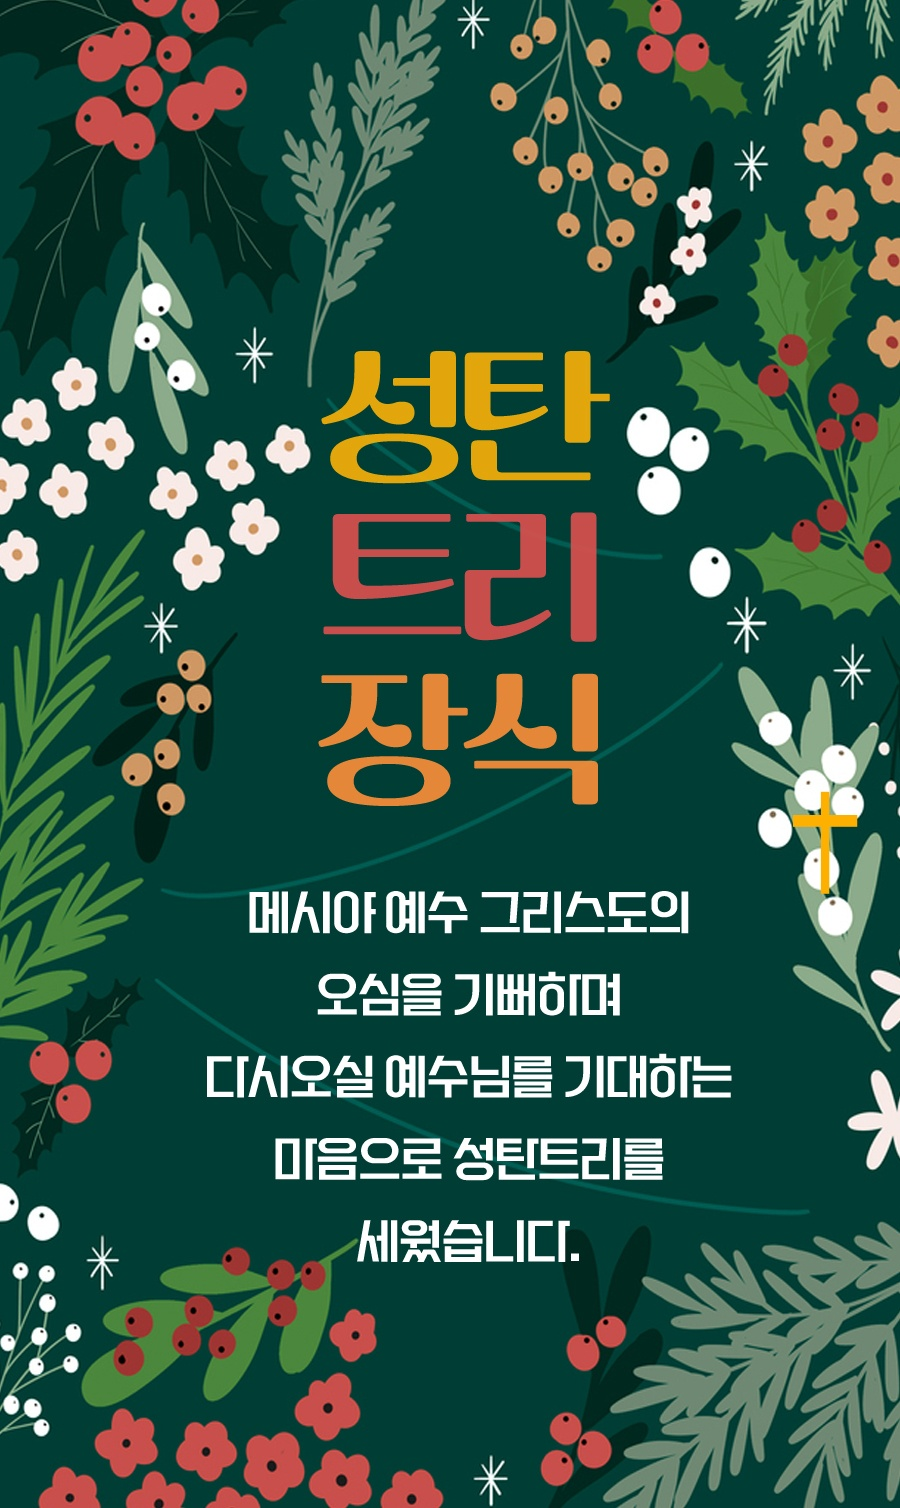 성탄
트리
장식
메시야 예수 그리스도의
오심을 기뻐하며
다시오실 예수님를 기대하는
마음으로 성탄트리를
세웠습니다.